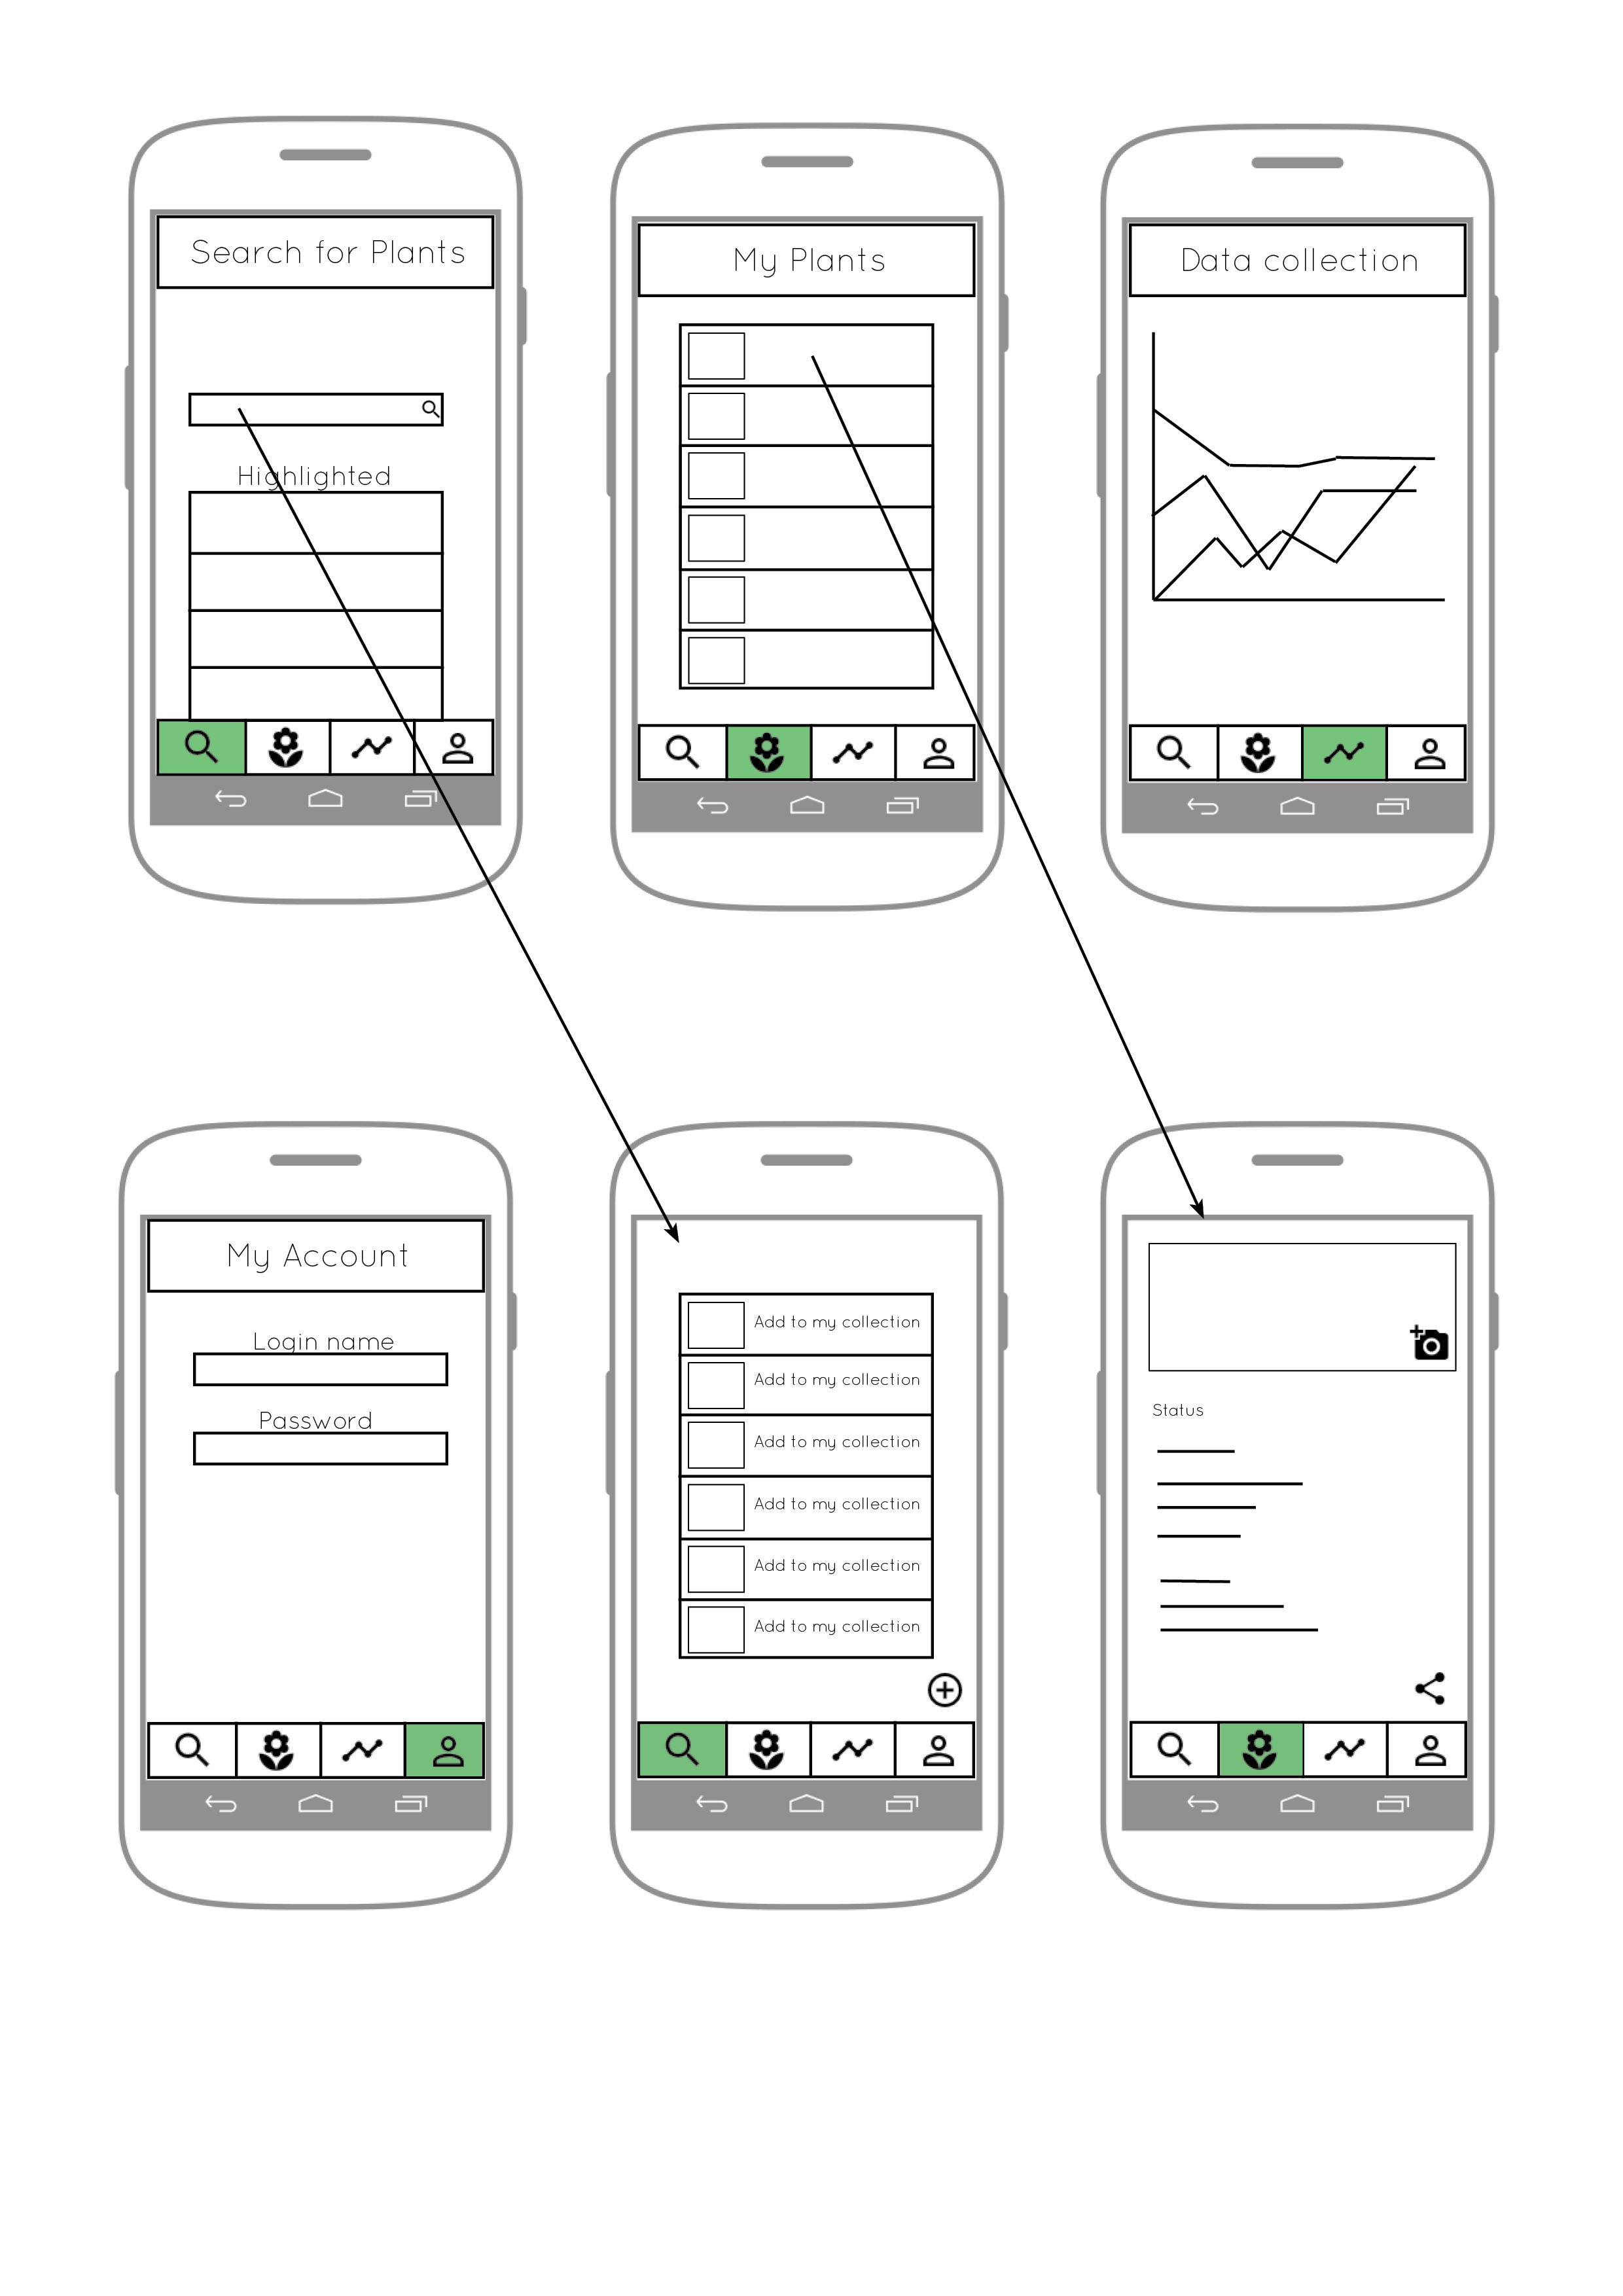 Search for Plants
Highlighted
My Plants
Data collection
My Account
Login name
Password
Add to my collection
Add to my collection
Add to my collection
Add to my collection
Add to my collection
Add to my collection
Status